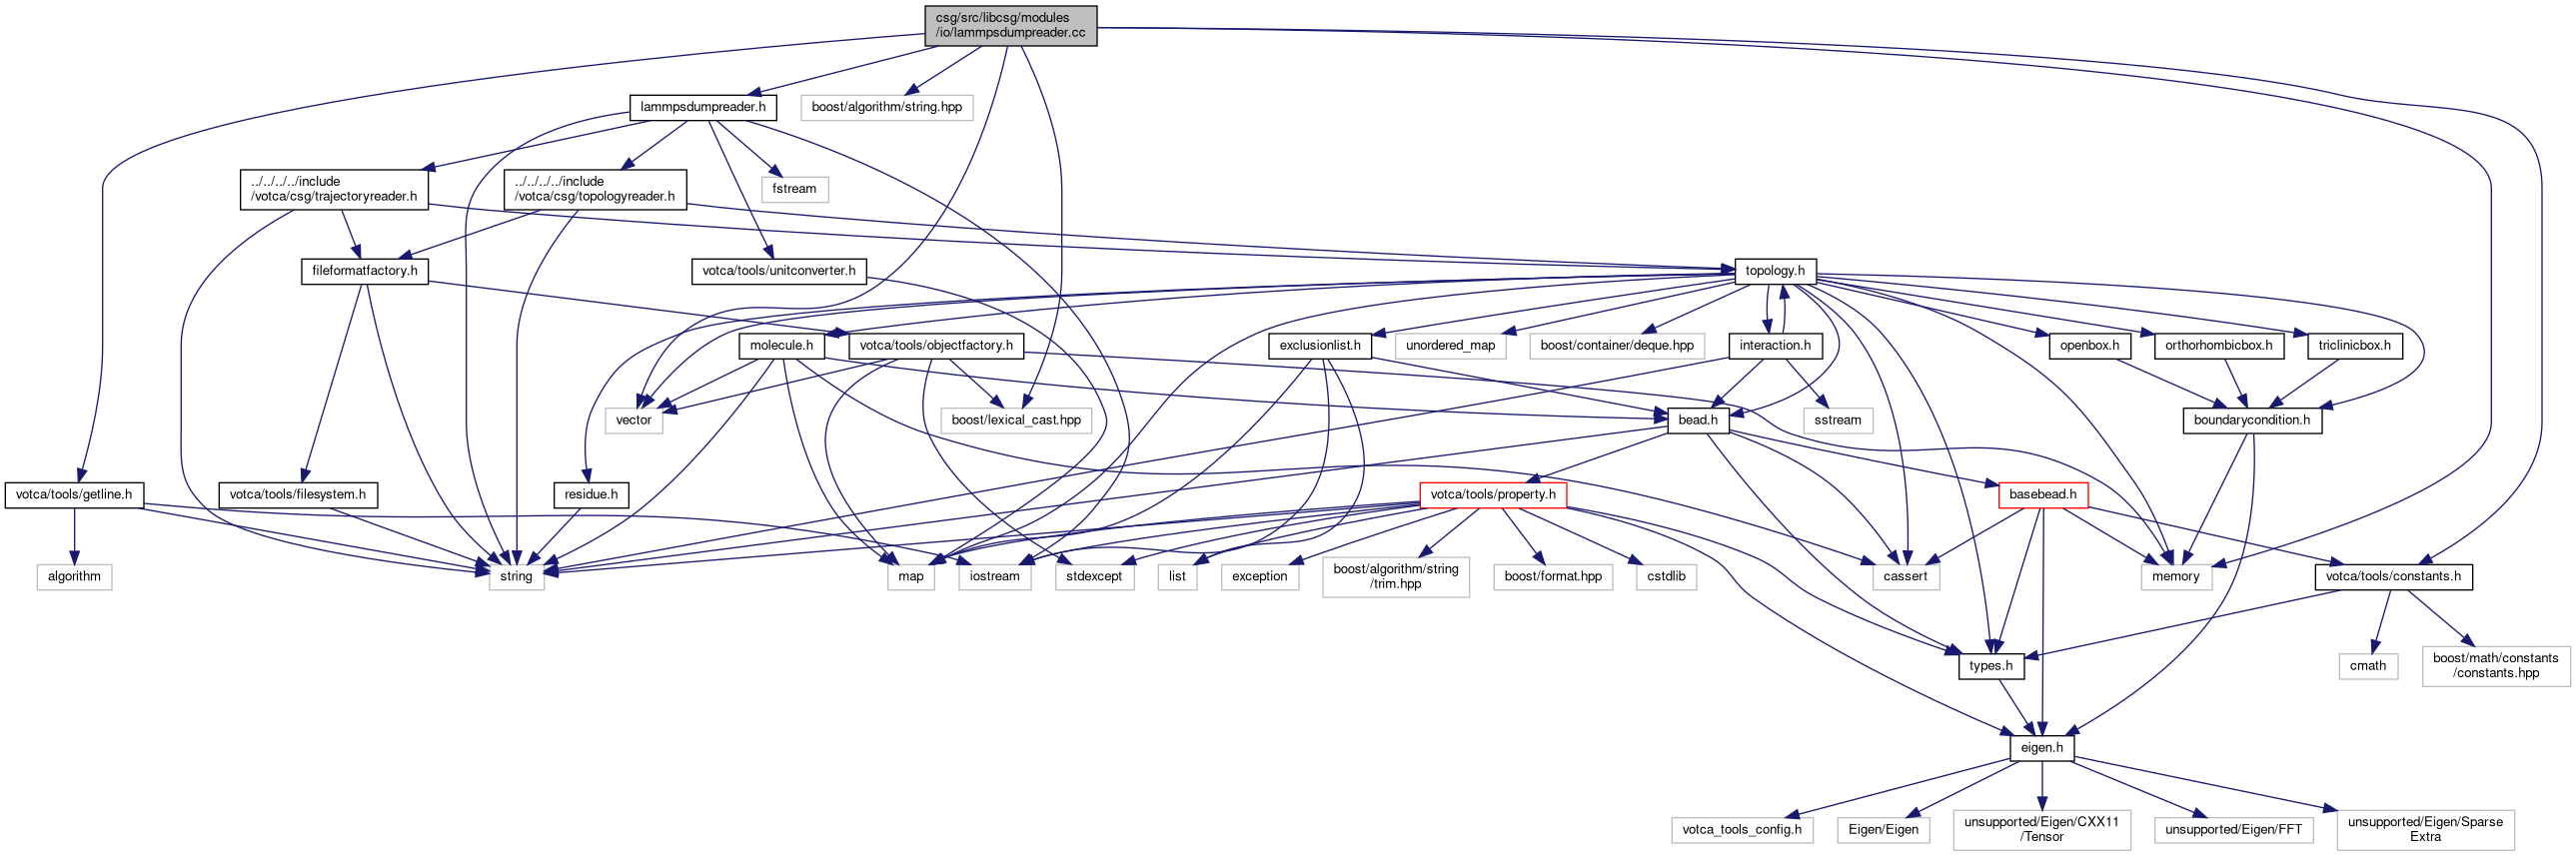 csg/src/libcsg/modules
/io/lammpsdumpreader.cc
lammpsdumpreader.h
boost/algorithm/string.hpp
../../../../include
/votca/csg/trajectoryreader.h
../../../../include
/votca/csg/topologyreader.h
fstream
fileformatfactory.h
votca/tools/unitconverter.h
topology.h
molecule.h
votca/tools/objectfactory.h
exclusionlist.h
unordered_map
boost/container/deque.hpp
interaction.h
openbox.h
orthorhombicbox.h
triclinicbox.h
vector
boost/lexical_cast.hpp
bead.h
sstream
boundarycondition.h
votca/tools/getline.h
votca/tools/filesystem.h
residue.h
votca/tools/property.h
basebead.h
algorithm
string
map
iostream
stdexcept
list
exception
boost/algorithm/string
/trim.hpp
boost/format.hpp
cstdlib
cassert
memory
votca/tools/constants.h
types.h
cmath
boost/math/constants
/constants.hpp
eigen.h
votca_tools_config.h
Eigen/Eigen
unsupported/Eigen/CXX11
/Tensor
unsupported/Eigen/FFT
unsupported/Eigen/Sparse
Extra